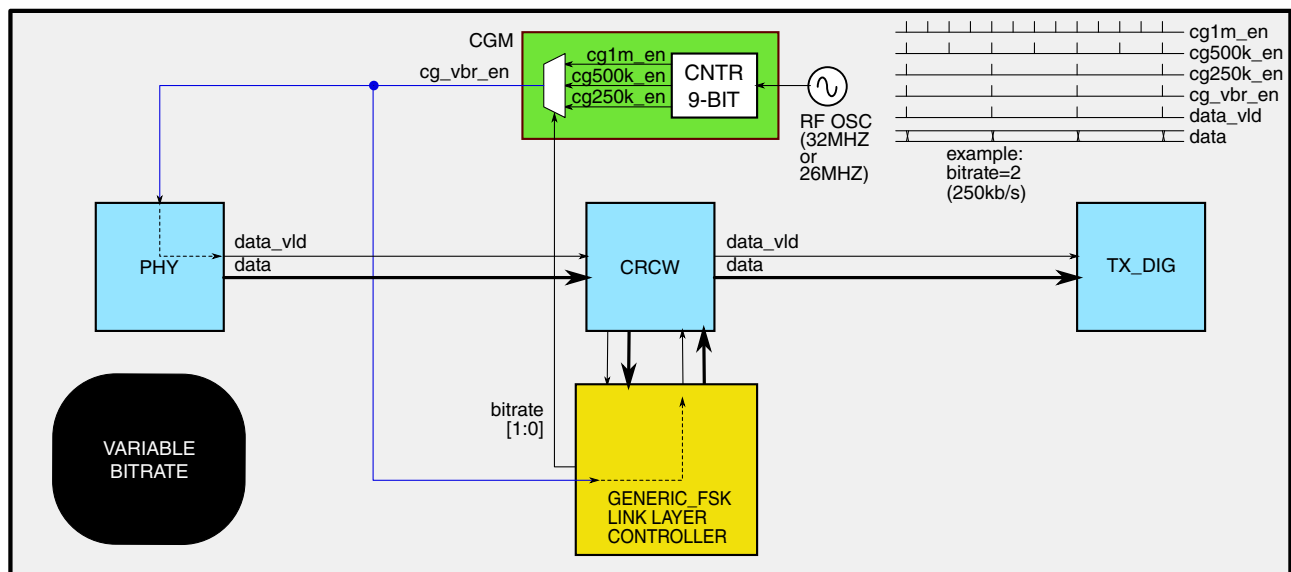 CGM
cg1m_en
cg500k_en
cg250k_en
CNTR
9-BIT
cg_vbr_en
RF OSC
(32MHZ
or
26MHZ)
cg1m_en
cg500k_en
cg250k_en
cg_vbr_en
data_vld
data
example:
bitrate=2
(250kb/s)
PHY
data_vld
data
CRCW
data_vld
data
TX_DIG
bitrate
[1:0]
VARIABLE
BITRATE
GENERIC_FSK
LINK LAYER
CONTROLLER